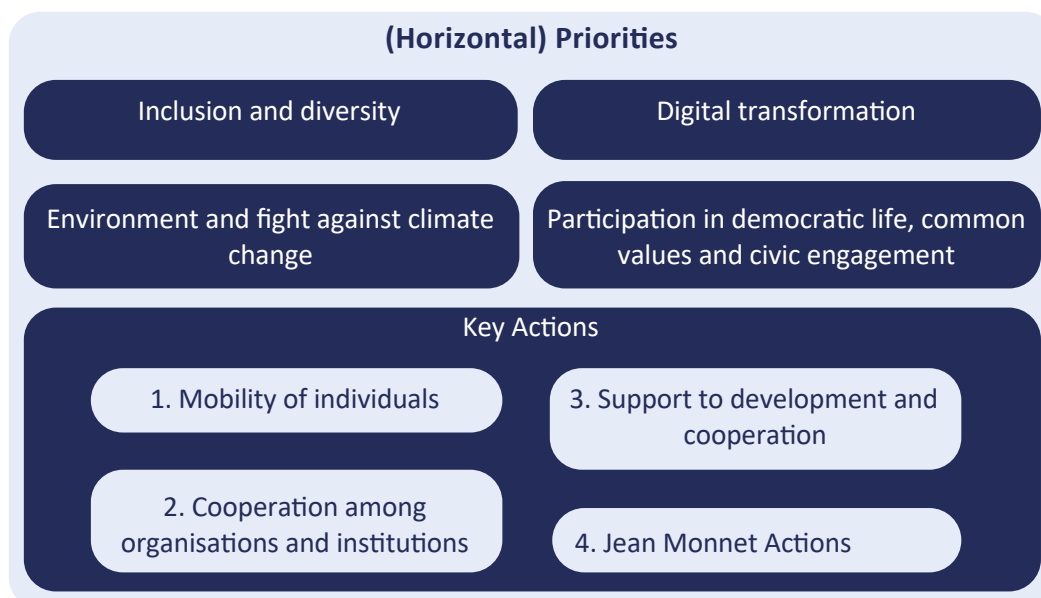 (Horizontal) Priorities
Inclusion and diversity
Digital transformation
Environment and fight against climate
change
Participation in democratic life, common
values and civic engagement
Key Actions
1. Mobility of individuals
3. Support to development and
cooperation
2. Cooperation among
organisations and institutions
4. Jean Monnet Actions